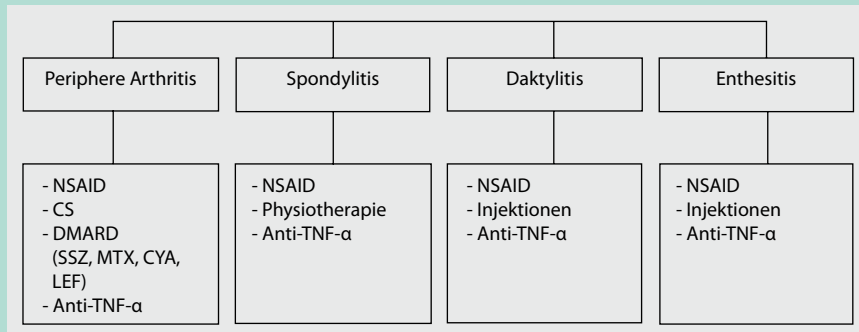 Periphere Arthritis
Spondylitis
Daktylitis
Enthesitis
- NSAID
- CS
- DMARD
(SSZ, MTX, CYA,
LEF)
- Anti-TNF-α
- NSAID
- Physiotherapie
- Anti-TNF-α
- NSAID
- Injektionen
- Anti-TNF-α
- NSAID
- Injektionen
- Anti-TNF-α